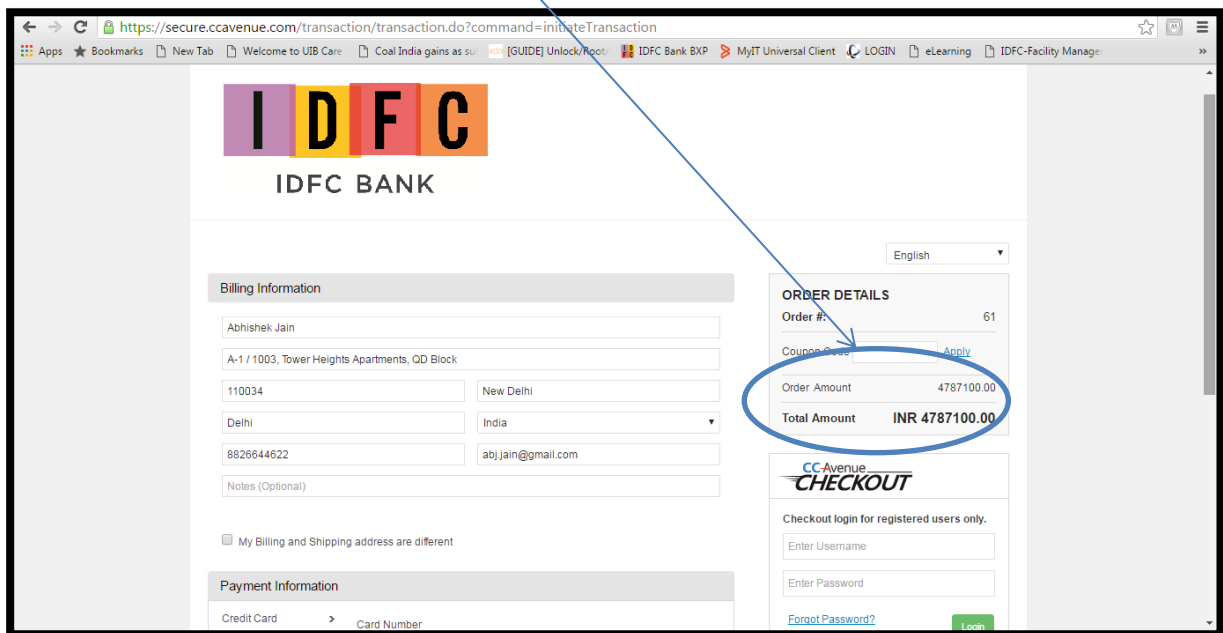 https://secure.ccavenue.com/transaction/transaction.do?command=initiateTransaction
Apps Bookmarks New Tab Welcome to UIB Care Coal India gains as su [GUIDE] Unlock/Root/ IDFC Bank BXP MyIT Universal Client LOGIN eLearning IDFC-Facility Manage »
IDFC
IDFC BANK
English
Billing Information
Abhishek Jain
A-1 / 1003, Tower Heights Apartments, QD Block
110034 New Delhi
Delhi India
8826644622 abj.jain@gmail.com
Notes (Optional)
My Billing and Shipping address are different
Payment Information
Credit Card > Card Number
ORDER DETAILS
Order #: 61
Coupon Code Apply
Order Amount 4787100.00
Total Amount INR 4787100.00
CCAvenue
CHECKOUT
Checkout login for registered users only.
Enter Username
Enter Password
Forgot Password? Login